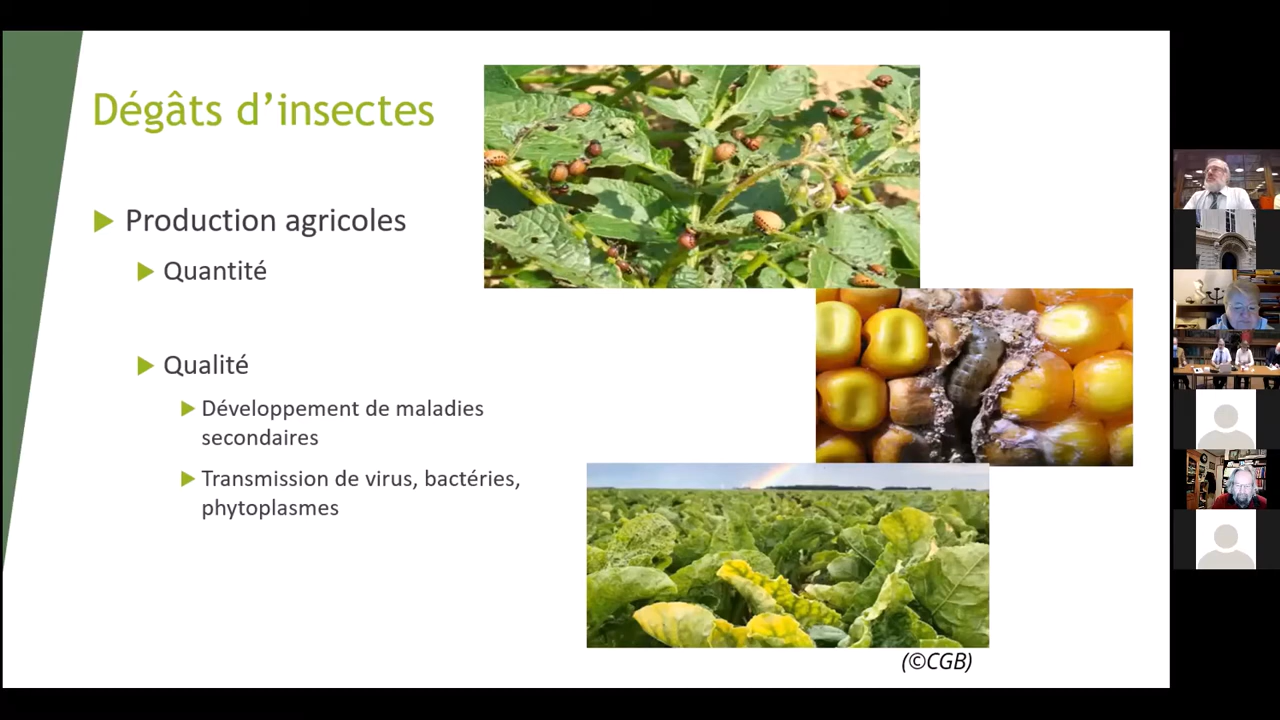 Dégâts d'insectes
Production agricoles
Quantité
Qualité
Développement de maladies
secondaires
Transmission de virus, bactéries,
phytoplasmes
(©CGB)